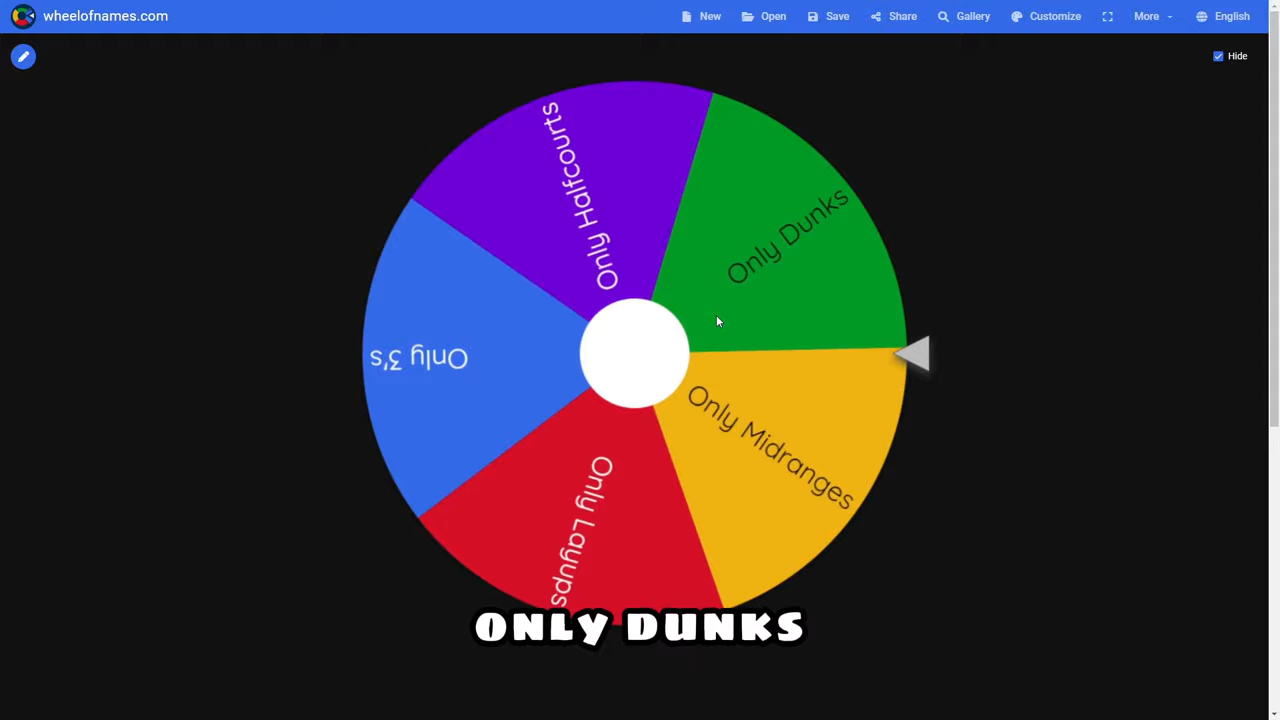 wheelofnames.com
New
Open
Save
Share
Gallery
Customize
More
English
Hide
Only Halfcourts
Only Dunks
Only 3's
Only Midranges
Only Layups
ONLY DUNKS